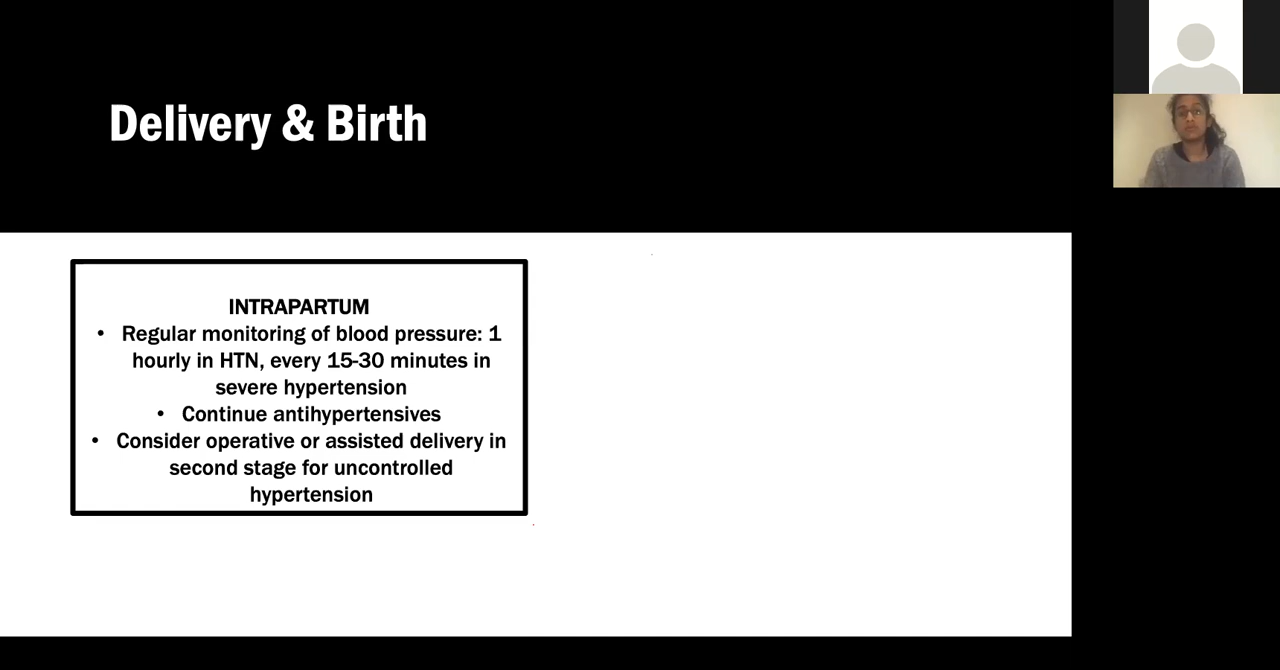 Delivery & Birth
INTRAPARTUM
• Regular monitoring of blood pressure: 1
hourly in HTN, every 15-30 minutes in
severe hypertension
• Continue antihypertensives
• Consider operative or assisted delivery in
second stage for uncontrolled
hypertension